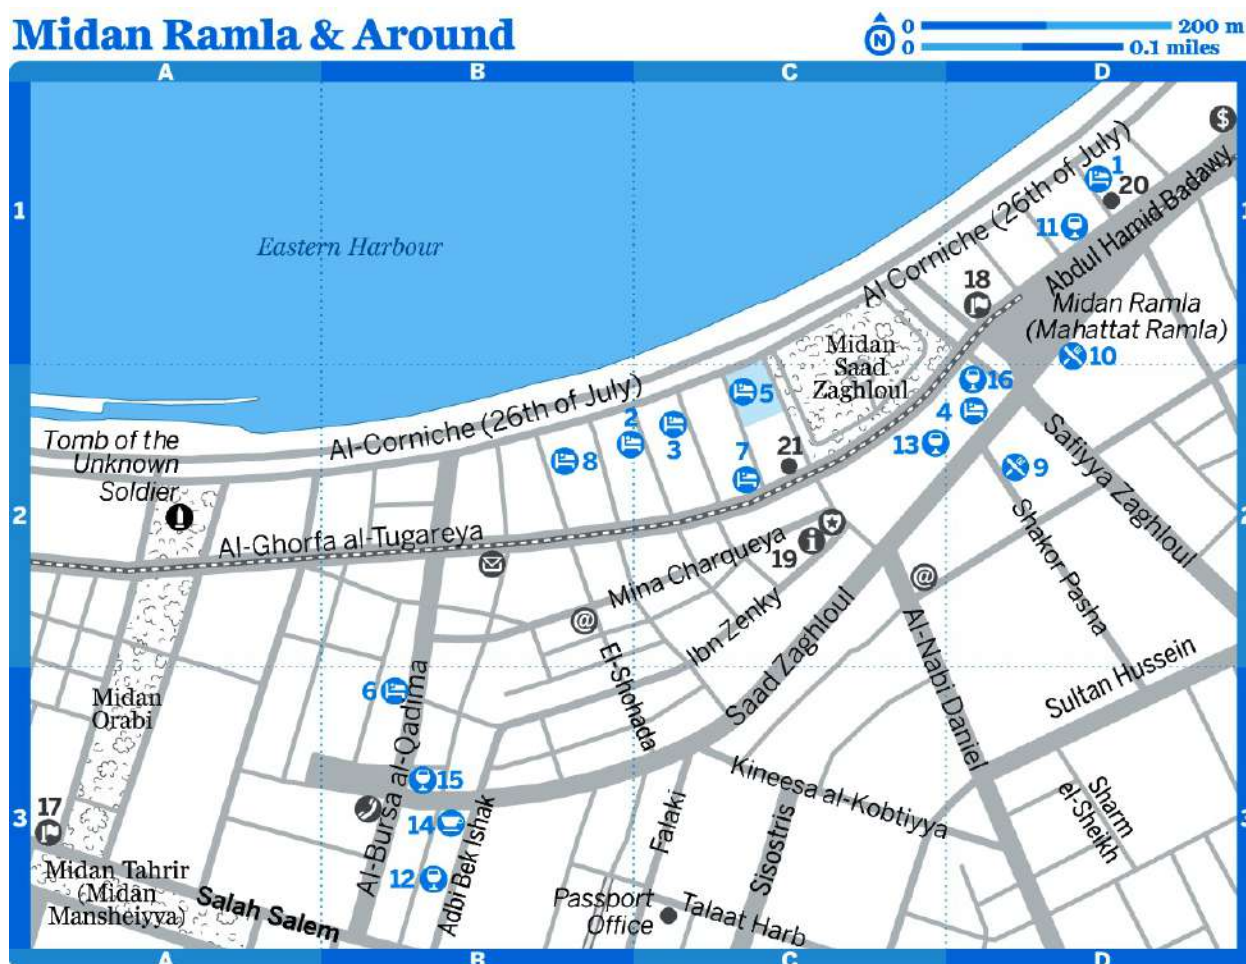 Midan Ramla & Around
N
0 200 m
0 0.1 miles
A B C D
1
1
Eastern Harbour
Al Corniche (26th of July)
$
1
20
11
Abdul Hamid Badawy
18
Midan Ramla
(Mahattat Ramla)
10
Midan
Saad
Zaghloul
16
5
4
Al-Corniche (26th of July)
2
3
8
7
21
13
9
Safiyya Zaghloul
Tomb of the
Unknown
Soldier
2
2
Al-Ghorfa al-Tugareya
Mina Charqueya
i
19
Shakor Pasha
@
@
Ibn Zenky
El-Shohada
Saad Zaghloul
Al-Nabi Daniel
Sultan Hussein
6
Midan
Orabi
Al-Bursa al-Qadima
15
14
12
Adbi Bek Ishak
Kineesa al-Kobtiyya
Falaki
Sisostris
Sharm
el-Sheikh
17
3
3
Midan Tahrir
(Midan
Mansheiyya)
Salah Salem
Passport
Office
Talaat Harb
A B C D